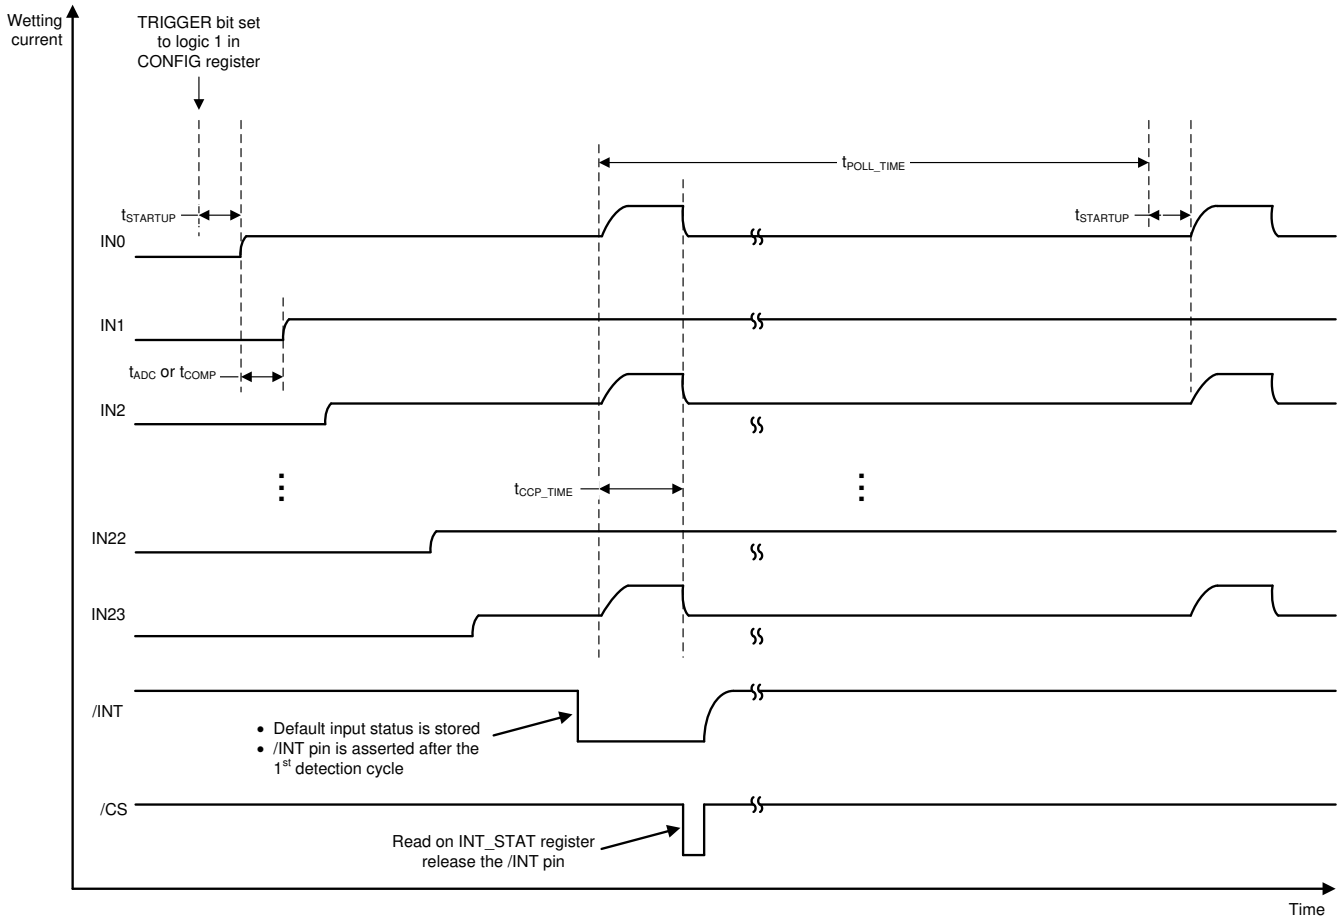 Wetting
current
TRIGGER bit set
to logic 1 in
CONFIG register
tPOLL_TIME
tSTARTUP
tSTARTUP
IN0
IN1
tADC or tCOMP
IN2
tCCP_TIME
IN22
IN23
/INT
• Default input status is stored
• /INT pin is asserted after the
1st detection cycle
/CS
Read on INT_STAT register
release the /INT pin
Time